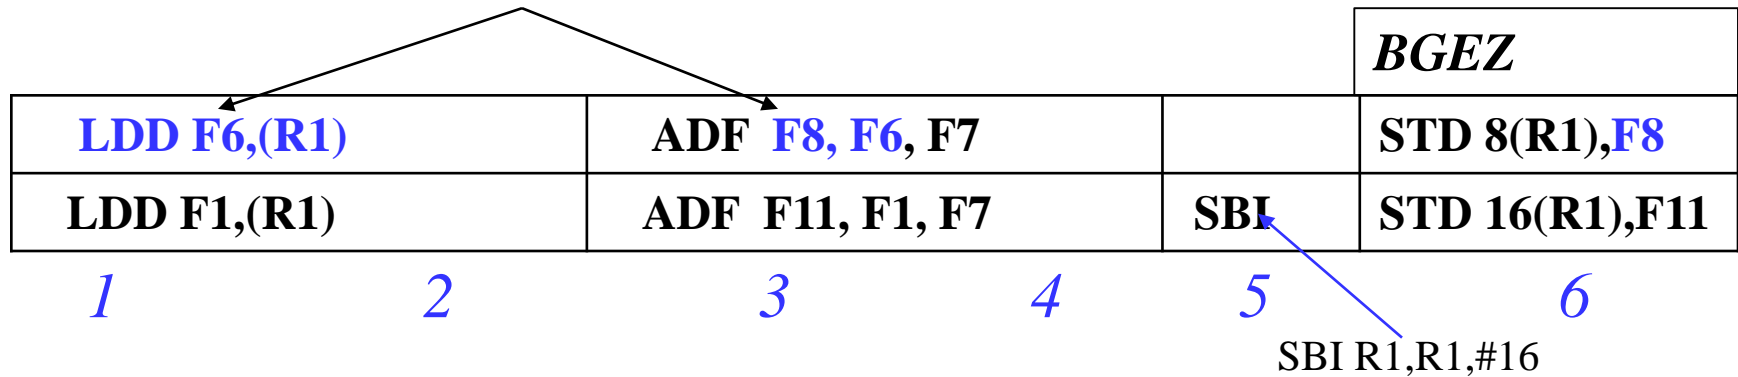 BGEZ
LDD F6,(R1) ADF F8, F6, F7 STD 8(R1),F8
LDD F1,(R1) ADF F11, F1, F7 SBI STD 16(R1),F11
1 2 3 4 5 6
SBI R1,R1,#16